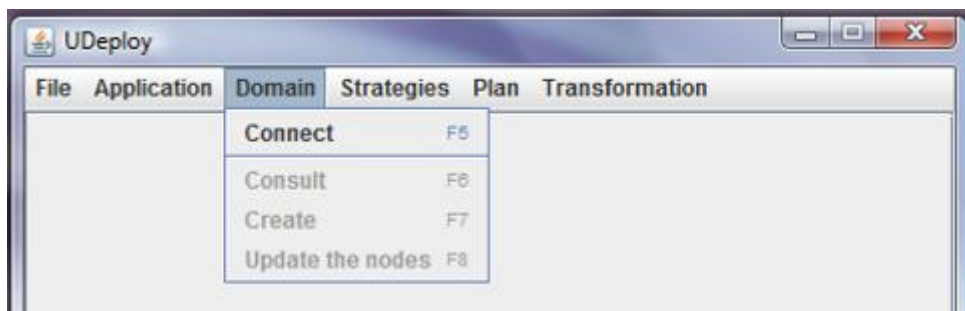 UDeploy
File Application Domain Strategies Plan Transformation
Connect F5
Consult F6
Create F7
Update the nodes F8